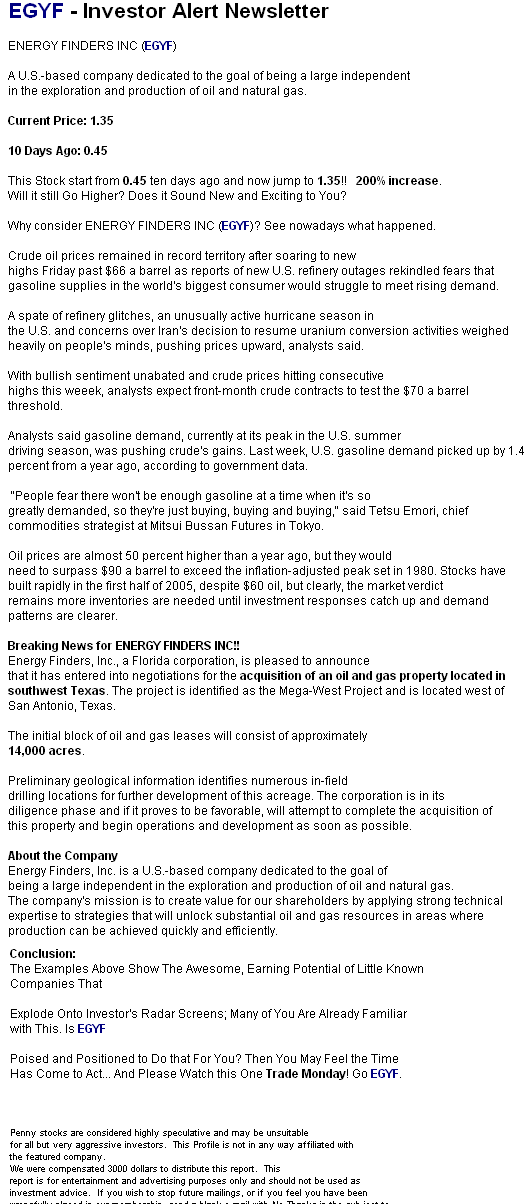 EGYF - Investor Alert Newsletter
ENERGY FINDERS INC (EGYF)
A U.S.-based company dedicated to the goal of being a large independent
in the exploration and production of oil and natural gas.
Current Price: 1.35
10 Days Ago: 0.45
This Stock start from 0.45 ten days ago and now jump to 1.35!! 200% increase.
Will it still Go Higher? Does it Sound New and Exciting to You?
Why consider ENERGY FINDERS INC (EGYF)? See nowadays what happened.
Crude oil prices remained in record territory after soaring to new
highs Friday past $66 a barrel as reports of new U.S. refinery outages rekindled fears that
gasoline supplies in the world's biggest consumer would struggle to meet rising demand.
A spate of refinery glitches, an unusually active hurricane season in
the U.S. and concerns over Iran's decision to resume uranium conversion activities weighed
heavily on people's minds, pushing prices upward, analysts said.
With bullish sentiment unabated and crude prices hitting consecutive
highs this weeek, analysts expect front-month crude contracts to test the $70 a barrel
threshold.
Analysts said gasoline demand, currently at its peak in the U.S. summer
driving season, was pushing crude's gains. Last week, U.S. gasoline demand picked up by 1.4
percent from a year ago, according to government data.
"People fear there won't be enough gasoline at a time when it's so
greatly demanded, so they're just buying, buying and buying," said Tetsu Emori, chief
commodities strategist at Mitsui Bussan Futures in Tokyo.
Oil prices are almost 50 percent higher than a year ago, but they would
need to surpass $90 a barrel to exceed the inflation-adjusted peak set in 1980. Stocks have
built rapidly in the first half of 2005, despite $60 oil, but clearly, the market verdict
remains more inventories are needed until investment responses catch up and demand
patterns are clearer.
Breaking News for ENERGY FINDERS INC!!
Energy Finders, Inc., a Florida corporation, is pleased to announce
that it has entered into negotiations for the acquisition of an oil and gas property located in
southwest Texas. The project is identified as the Mega-West Project and is located west of
San Antonio, Texas.
The initial block of oil and gas leases will consist of approximately
14,000 acres.
Preliminary geological information identifies numerous in-field
drilling locations for further development of this acreage. The corporation is in its
diligence phase and if it proves to be favorable, will attempt to complete the acquisition of
this property and begin operations and development as soon as possible.
About the Company
Energy Finders, Inc. is a U.S.-based company dedicated to the goal of
being a large independent in the exploration and production of oil and natural gas.
The company's mission is to create value for our shareholders by applying strong technical
expertise to strategies that will unlock substantial oil and gas resources in areas where
production can be achieved quickly and efficiently.
Conclusion:
The Examples Above Show The Awesome, Earning Potential of Little Known
Companies That
Explode Onto Investor's Radar Screens; Many of You Are Already Familiar
with This. Is EGYF
Poised and Positioned to Do that For You? Then You May Feel the Time
Has Come to Act... And Please Watch this One Trade Monday! Go EGYF.
Penny stocks are considered highly speculative and may be unsuitable
for all but very aggressive investors. This Profile is not in any way affiliated with
the featured company.
We were compensated 3000 dollars to distribute this report. This
report is for entertainment and advertising purposes only and should not be used as
investment advice. If you wish to stop future mailings, or if you feel you have been